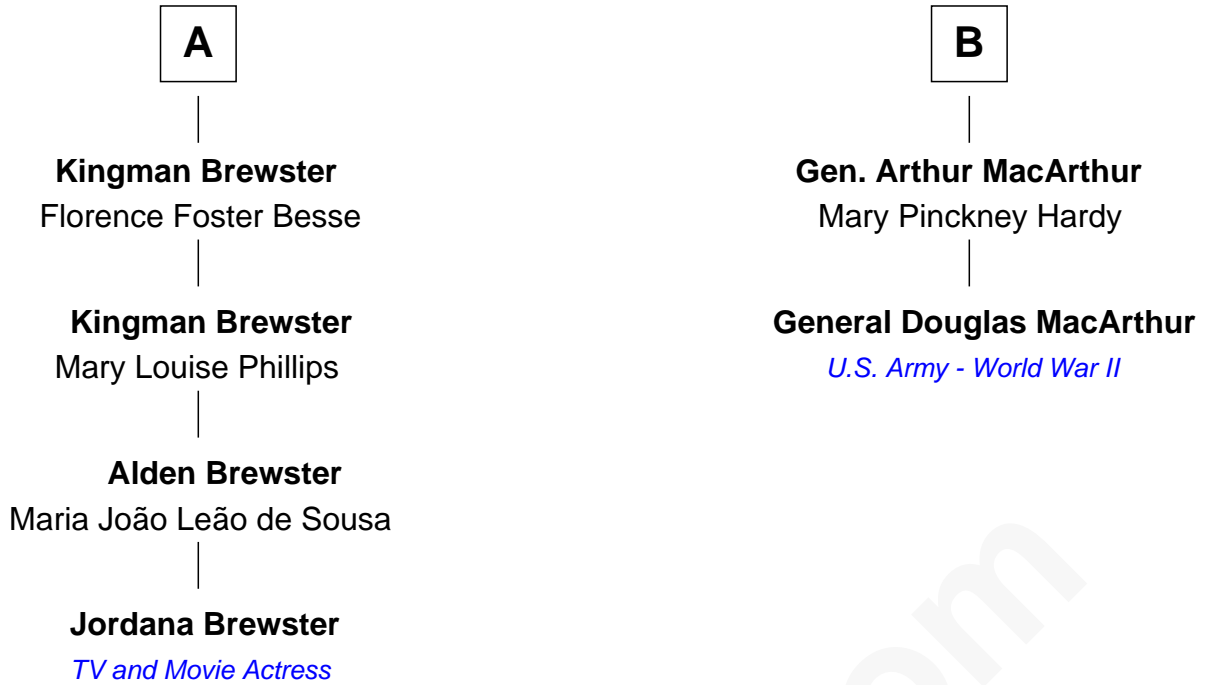 A
Kingman Brewster
Florence Foster Besse
Kingman Brewster
Mary Louise Phillips
Alden Brewster
Maria João Leão de Sousa
Jordana Brewster
TV and Movie Actress
B
Gen. Arthur MacArthur
Mary Pinckney Hardy
General Douglas MacArthur
U.S. Army - World War II
om